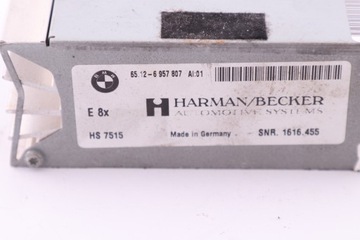 BMW
65.12-6 957 807 AI:01
E 8x
HARMAN/BECKER
AUTOMOTIVE SYSTEMS
HS 7515
Made in Germany
SNR. 1616.455